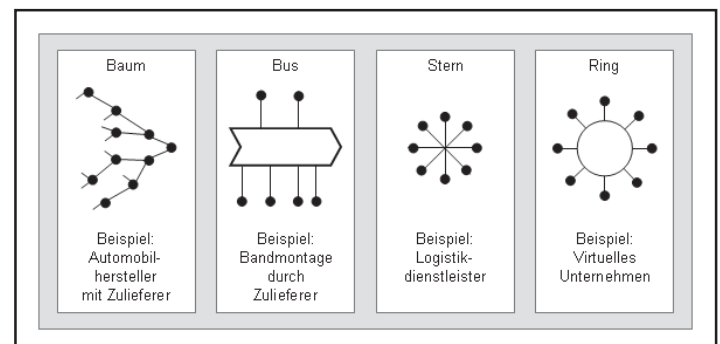 Baum
Beispiel:
Automobil-
hersteller
mit Zulieferer
Bus
Beispiel:
Bandmontage
durch
Zulieferer
Stern
Beispiel:
Logistik-
dienstleister
Ring
Beispiel:
Virtuelles
Unternehmen